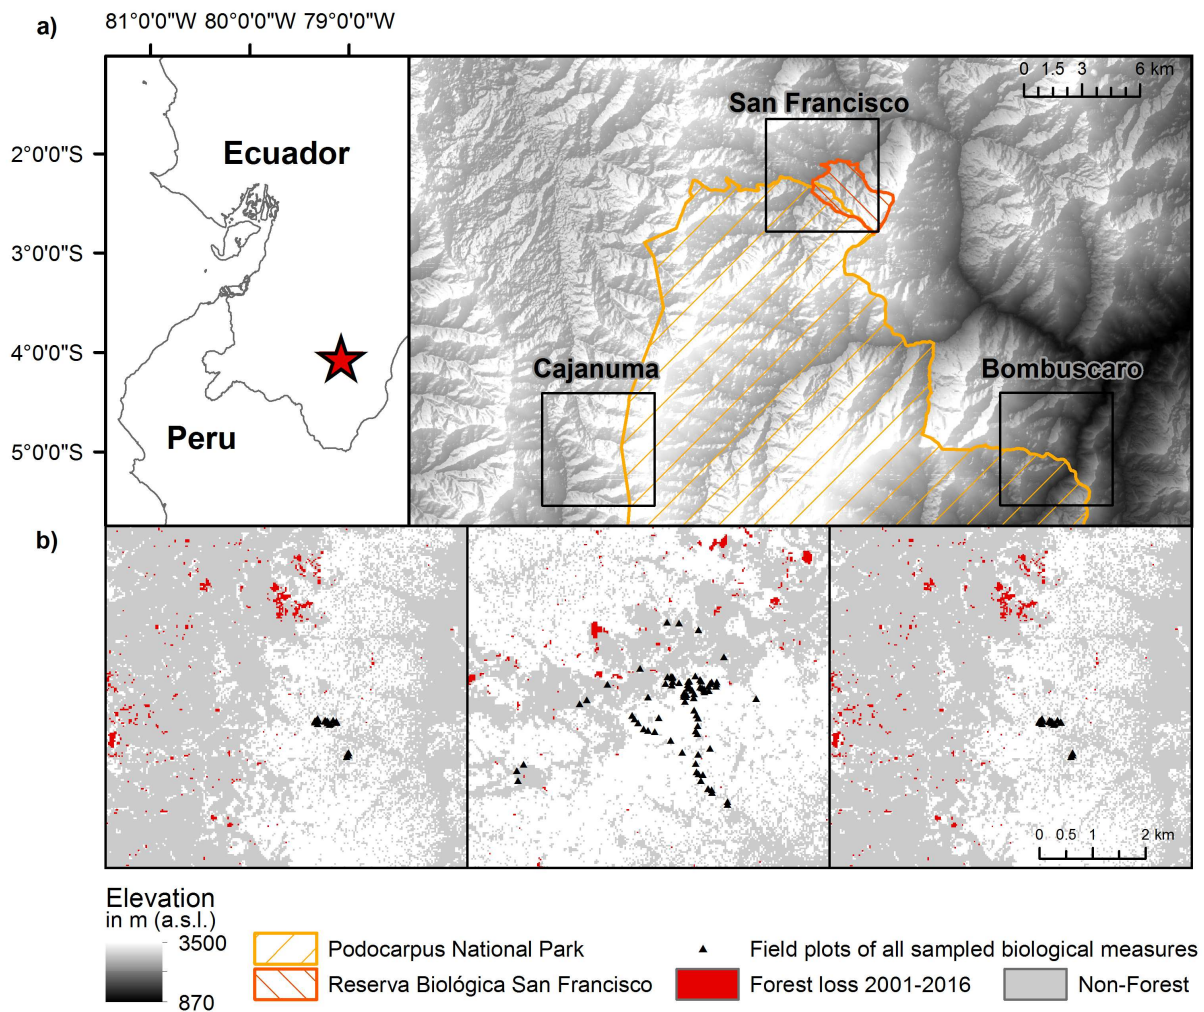 a)
81°0'0"W 80°0'0"W 79°0'0"W
2°0'0"S
3°0'0"S
4°0'0"S
5°0'0"S
Ecuador
Peru
0 1.5 3 6 km
San Francisco
Cajanuma
Bombuscaro
b)
0 0.5 1 2 km
Elevation
in m (a.s.l.)
3500
870
Podocarpus National Park
Reserva Biológica San Francisco
Field plots of all sampled biological measures
Forest loss 2001-2016
Non-Forest